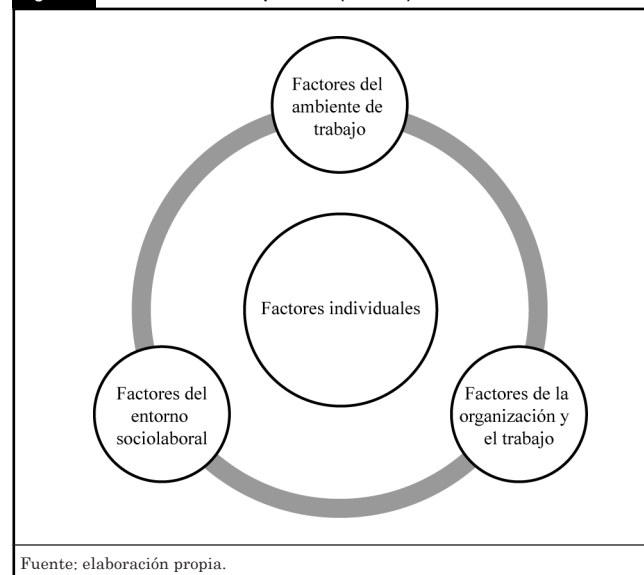 Factores del
ambiente de
trabajo
Factores individuales
Factores del
entorno
sociolaboral
Factores de la
organización y
el trabajo
Fuente: elaboración propia.